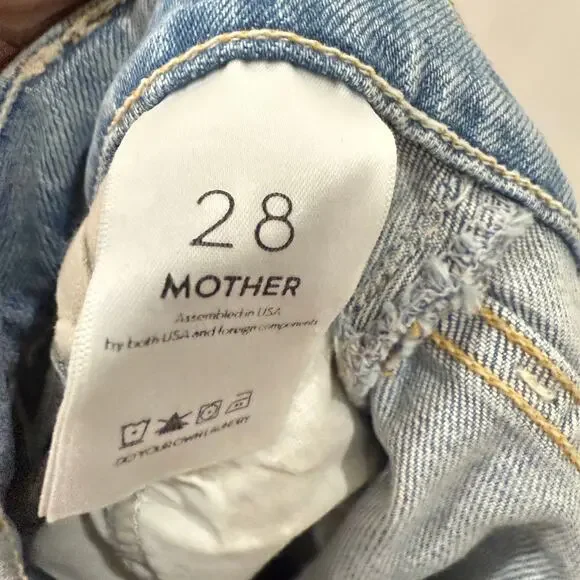 28
MOTHER
Assembled in USA
by both USA and foreign components
DO YOUR OWN LAUNDRY